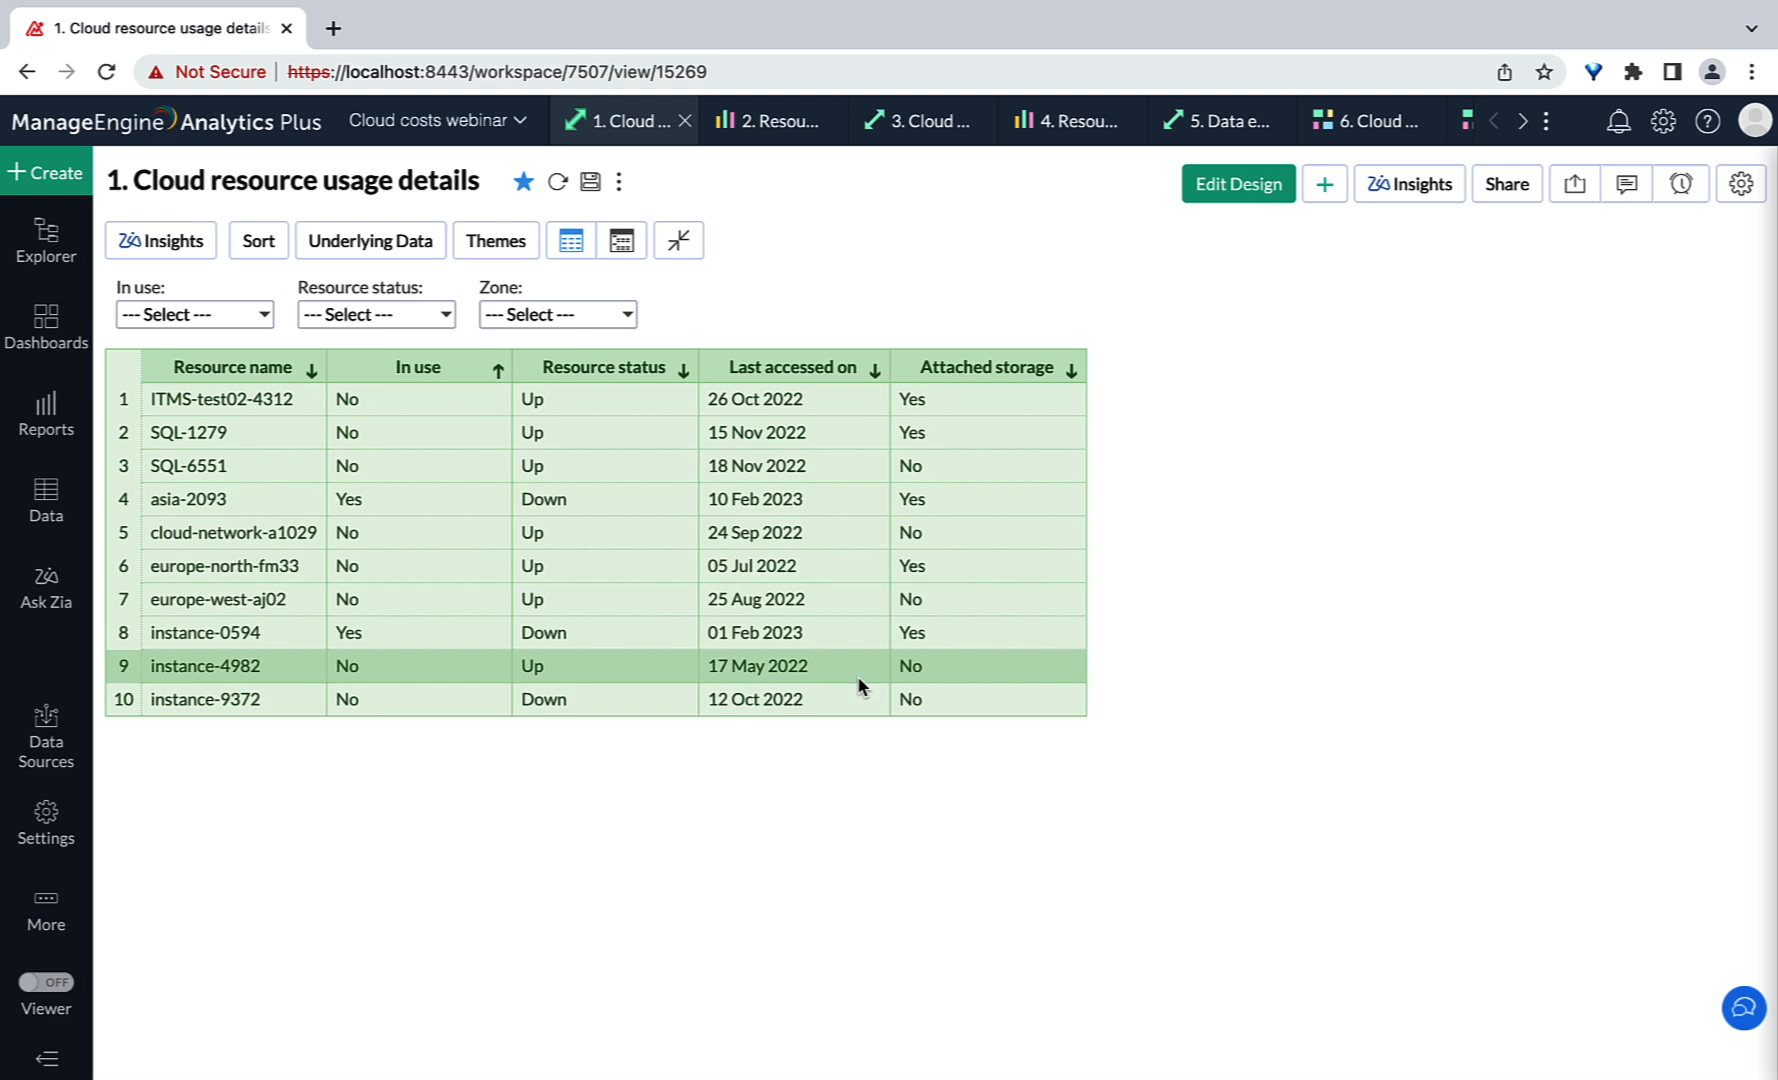 1. Cloud resource usage details
Not Secure https://localhost:8443/workspace/7507/view/15269
ManageEngine Analytics Plus Cloud costs webinar 1. Cloud ... 2. Resou... 3. Cloud ... 4. Resou... 5. Data e... 6. Cloud ...
+ Create
1. Cloud resource usage details
Edit Design + Zia Insights Share
Zia Insights Sort Underlying Data Themes
In use: Resource status: Zone:
--- Select --- --- Select --- --- Select ---
Resource name In use Resource status Last accessed on Attached storage
1 ITMS-test02-4312 No Up 26 Oct 2022 Yes
2 SQL-1279 No Up 15 Nov 2022 Yes
3 SQL-6551 No Up 18 Nov 2022 No
4 asia-2093 Yes Down 10 Feb 2023 Yes
5 cloud-network-a1029 No Up 24 Sep 2022 No
6 europe-north-fm33 No Up 05 Jul 2022 Yes
7 europe-west-aj02 No Up 25 Aug 2022 No
8 instance-0594 Yes Down 01 Feb 2023 Yes
9 instance-4982 No Up 17 May 2022 No
10 instance-9372 No Down 12 Oct 2022 No
Explorer
Dashboards
Reports
Data
Zia
Ask Zia
Data
Sources
Settings
More
OFF
Viewer